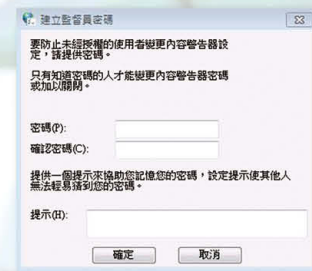 建立監督員密碼
要防止未經授權的使用者變更內容警告器設
定，請提供密碼。
只有知道密碼的人才能變更內容警告器密碼
或加以關閉。
密碼(P):
確認密碼(C):
提供一個提示來協助您記憶您的密碼，設定提示使其他人
無法輕易猜到您的密碼。
提示(H):
確定 取消